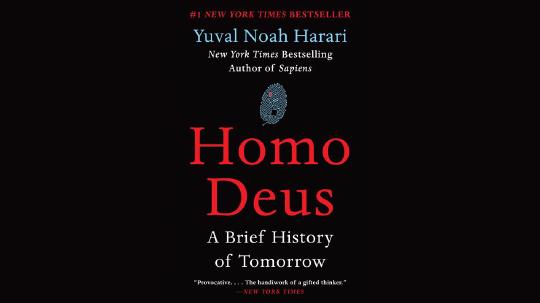 #1 NEW YORK TIMES BESTSELLER
Yuval Noah Harari
New York Times Bestselling
Author of Sapiens
Homo
Deus
A Brief History
of Tomorrow
"Provocative. . . . The handiwork of a gifted thinker."
—NEW YORK TIMES